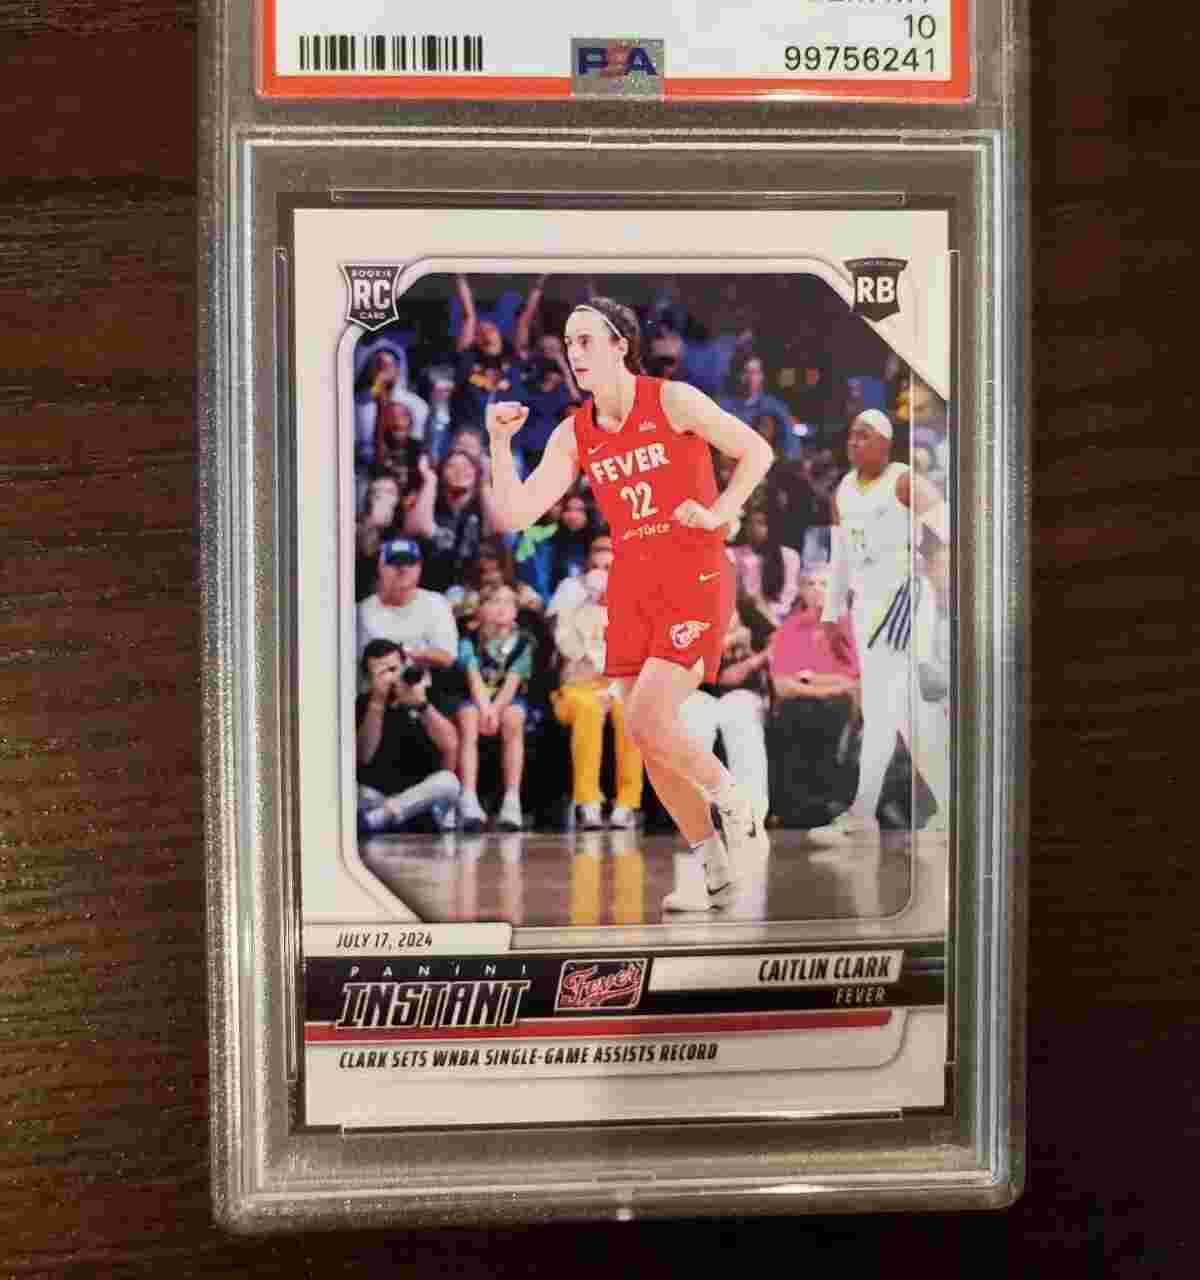 10
PSA
99756241
ROOKIE
RC
CARD
RB
FEVER
22
JULY 17, 2024
PANINI
INSTANT
Fever
CAITLIN CLARK
FEVER
CLARK SETS WNBA SINGLE-GAME ASSISTS RECORD